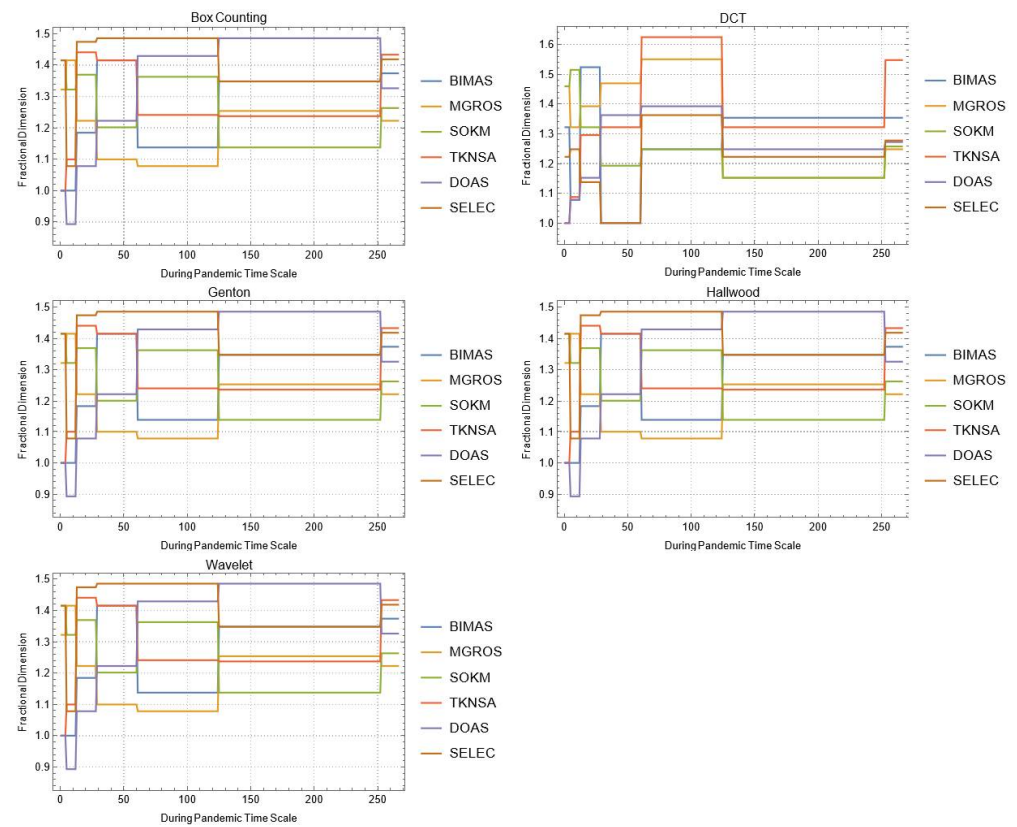 Box Counting
1.5
1.4
1.3
1.2
1.1
1.0
0.9
Fractional Dimension
0 50 100 150 200 250
During Pandemic Time Scale
BIMAS
MGROS
SOKM
TKNSA
DOAS
SELEC
DCT
1.6
1.5
1.4
1.3
1.2
1.1
1.0
Fractional Dimension
0 50 100 150 200 250
During Pandemic Time Scale
BIMAS
MGROS
SOKM
TKNSA
DOAS
SELEC
Genton
1.5
1.4
1.3
1.2
1.1
1.0
0.9
Fractional Dimension
0 50 100 150 200 250
During Pandemic Time Scale
BIMAS
MGROS
SOKM
TKNSA
DOAS
SELEC
Hallwood
1.5
1.4
1.3
1.2
1.1
1.0
0.9
Fractional Dimension
0 50 100 150 200 250
During Pandemic Time Scale
BIMAS
MGROS
SOKM
TKNSA
DOAS
SELEC
Wavelet
1.5
1.4
1.3
1.2
1.1
1.0
0.9
Fractional Dimension
0 50 100 150 200 250
During Pandemic Time Scale
BIMAS
MGROS
SOKM
TKNSA
DOAS
SELEC